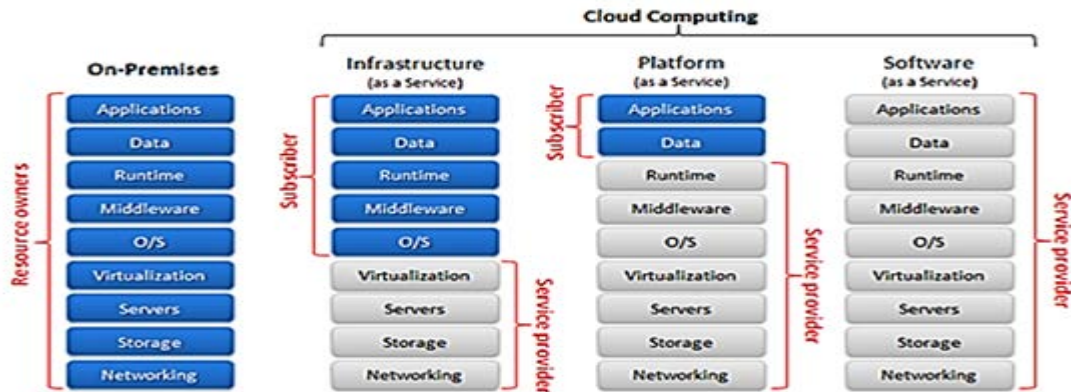 Cloud Computing
On-Premises
Resource owners
Applications
Data
Runtime
Middleware
O/S
Virtualization
Servers
Storage
Networking
Infrastructure
(as a Service)
Subscriber
Applications
Data
Runtime
Middleware
O/S
Virtualization
Servers
Storage
Networking
Service provider
Platform
(as a Service)
Subscriber
Applications
Data
Runtime
Middleware
O/S
Virtualization
Servers
Storage
Networking
Service provider
Software
(as a Service)
Applications
Data
Runtime
Middleware
O/S
Virtualization
Servers
Storage
Networking
Service provider